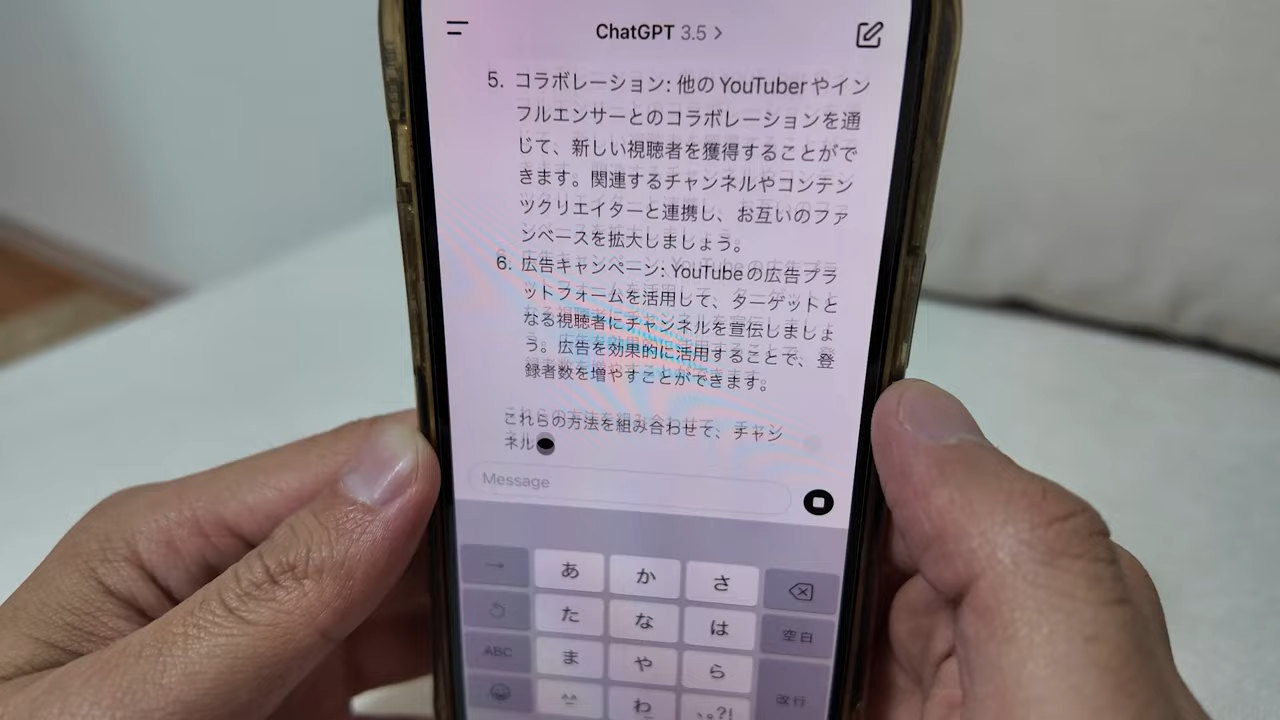 ChatGPT 3.5 >
5. コラボレーション: 他の YouTuber やイン
フルエンサーとのコラボレーションを通
じて、新しい視聴者を獲得することがで
きます。関連するチャンネルやコンテン
ツクリエイターと連携し、お互いのファ
ンベースを拡大しましょう。
6. 広告キャンペーン: YouTube の広告プラ
ットフォームを活用して、ターゲットと
なる視聴者にチャンネルを宣伝しましょ
う。広告を効果的に活用することで、登
録者数を増やすことができます。
これらの方法を組み合わせて、チャン
ネル
Message
→ あ か さ
た な は 空白
ABC ま や ら
^^ わ 、。?! 改行